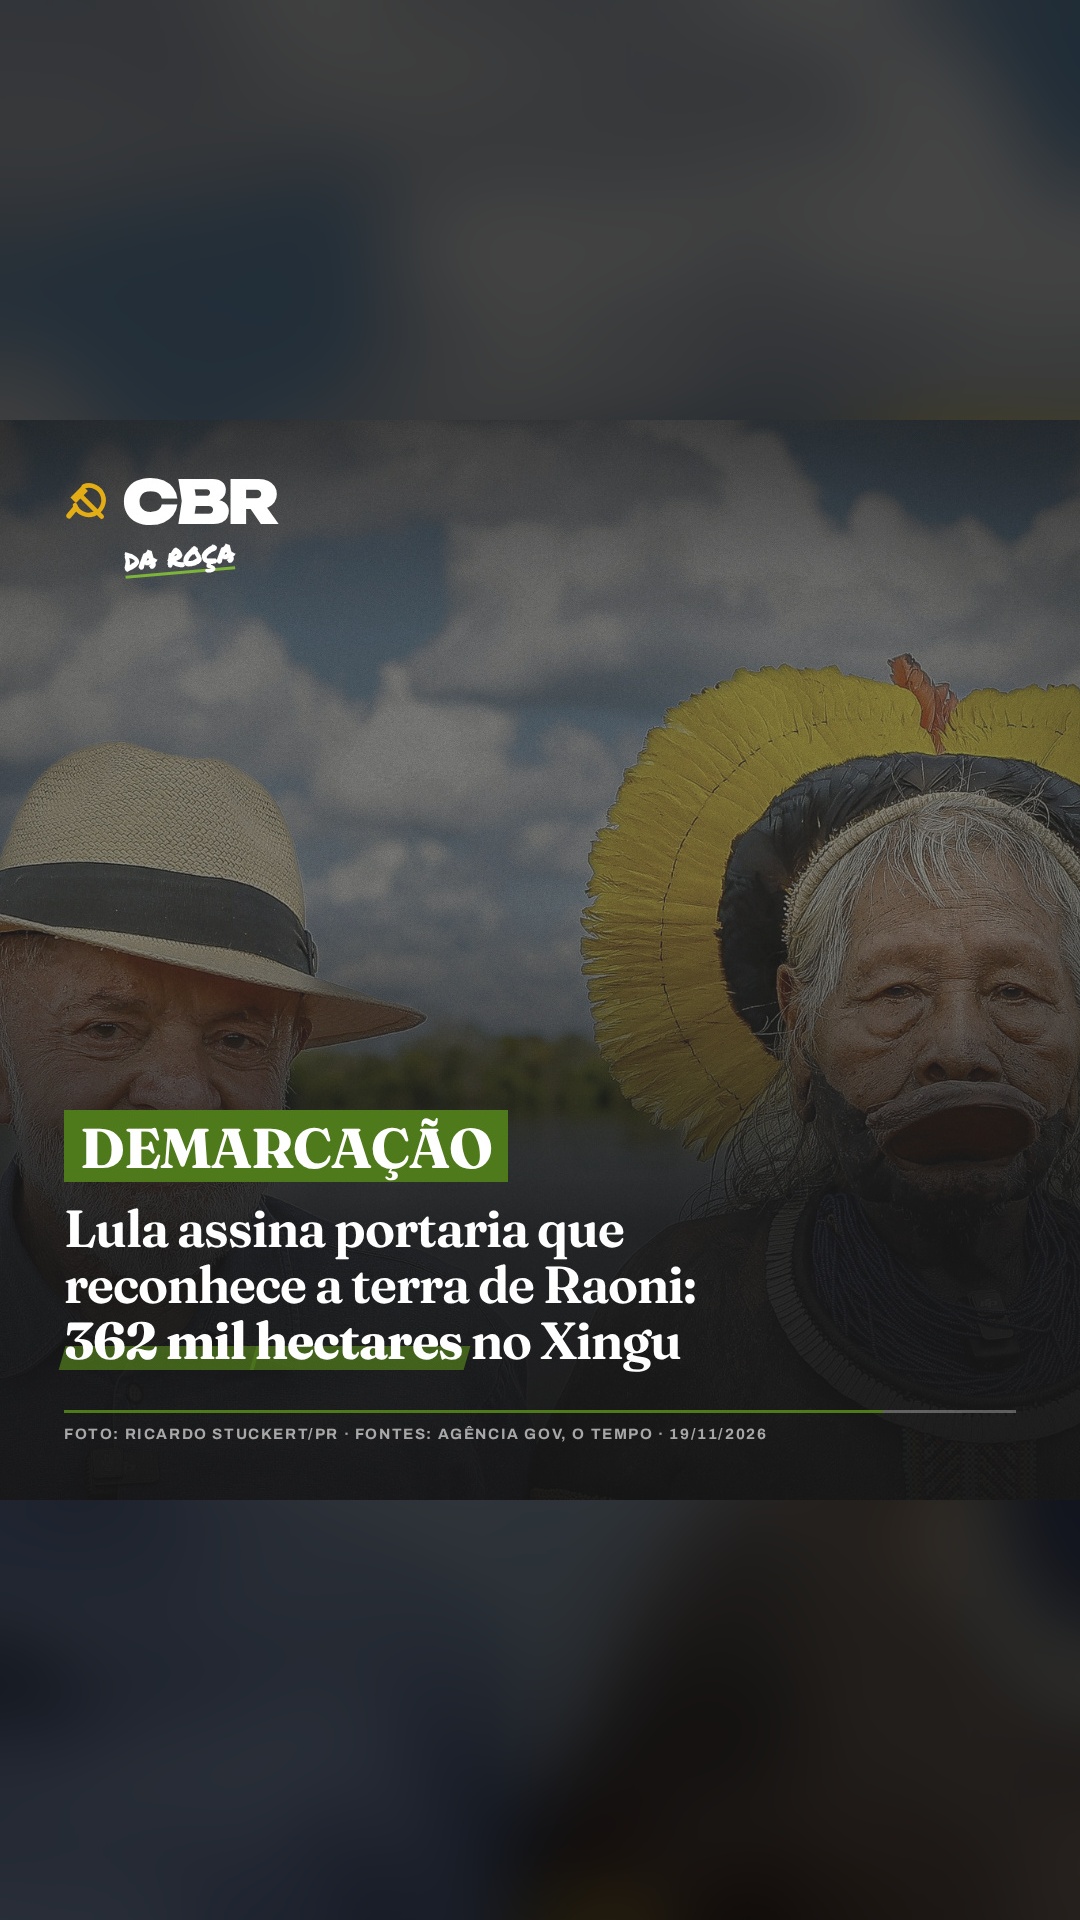 CBR
DA ROÇA
DEMARCAÇÃO
Lula assina portaria que
reconhece a terra de Raoni:
362 mil hectares no Xingu
FOTO: RICARDO STUCKERT/PR · FONTES: AGÊNCIA GOV, O TEMPO · 19/11/2026